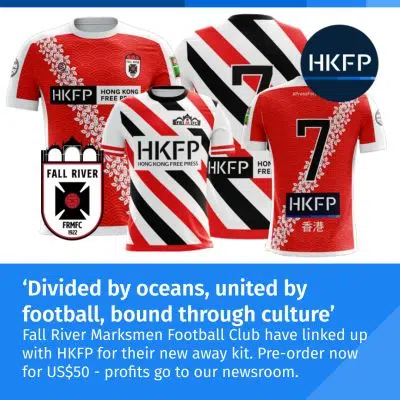 FALL RIVER
HKFP
HONG KONG
FREE PRESS
7
HKFP
HKFP
HONG KONG FREE PRESS
HKFP
HONG
FREE
#PressFre
7
HKFP
香港
FALL RIVER
FRMFC
1922
‘Divided by oceans, united by
football, bound through culture’
Fall River Marksmen Football Club have linked up
with HKFP for their new away kit. Pre-order now
for US$50 - profits go to our newsroom.